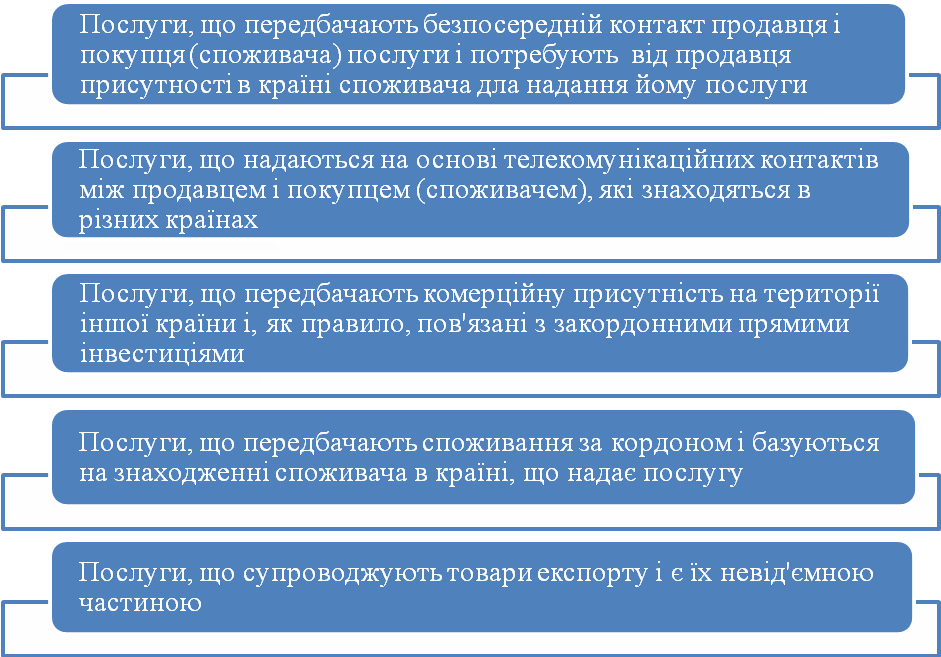 Послуги, що передбачають безпосередній контакт продавця і
покупця (споживача) послуги і потребують від продавця
присутності в країні споживача дла надання йому послуги
Послуги, що надаються на основі телекомунікаційних контактів
між продавцем і покупцем (споживачем), які знаходяться в
різних країнах
Послуги, що передбачають комерційну присутність на території
іншої країни і, як правило, пов'язані з закордонними прямими
інвестиціями
Послуги, що передбачають споживання за кордоном і базуються
на знаходженні споживача в країні, що надає послугу
Послуги, що супроводжують товари експорту і є їх невід'ємною
частиною